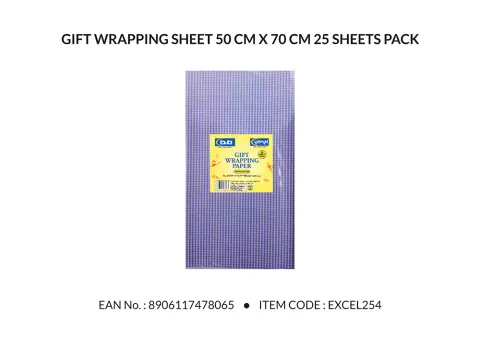 GIFT WRAPPING SHEET 50 CM X 70 CM 25 SHEETS PACK
GIFT
WRAPPING
PAPER
EAN No. : 8906117478065 ● ITEM CODE : EXCEL254